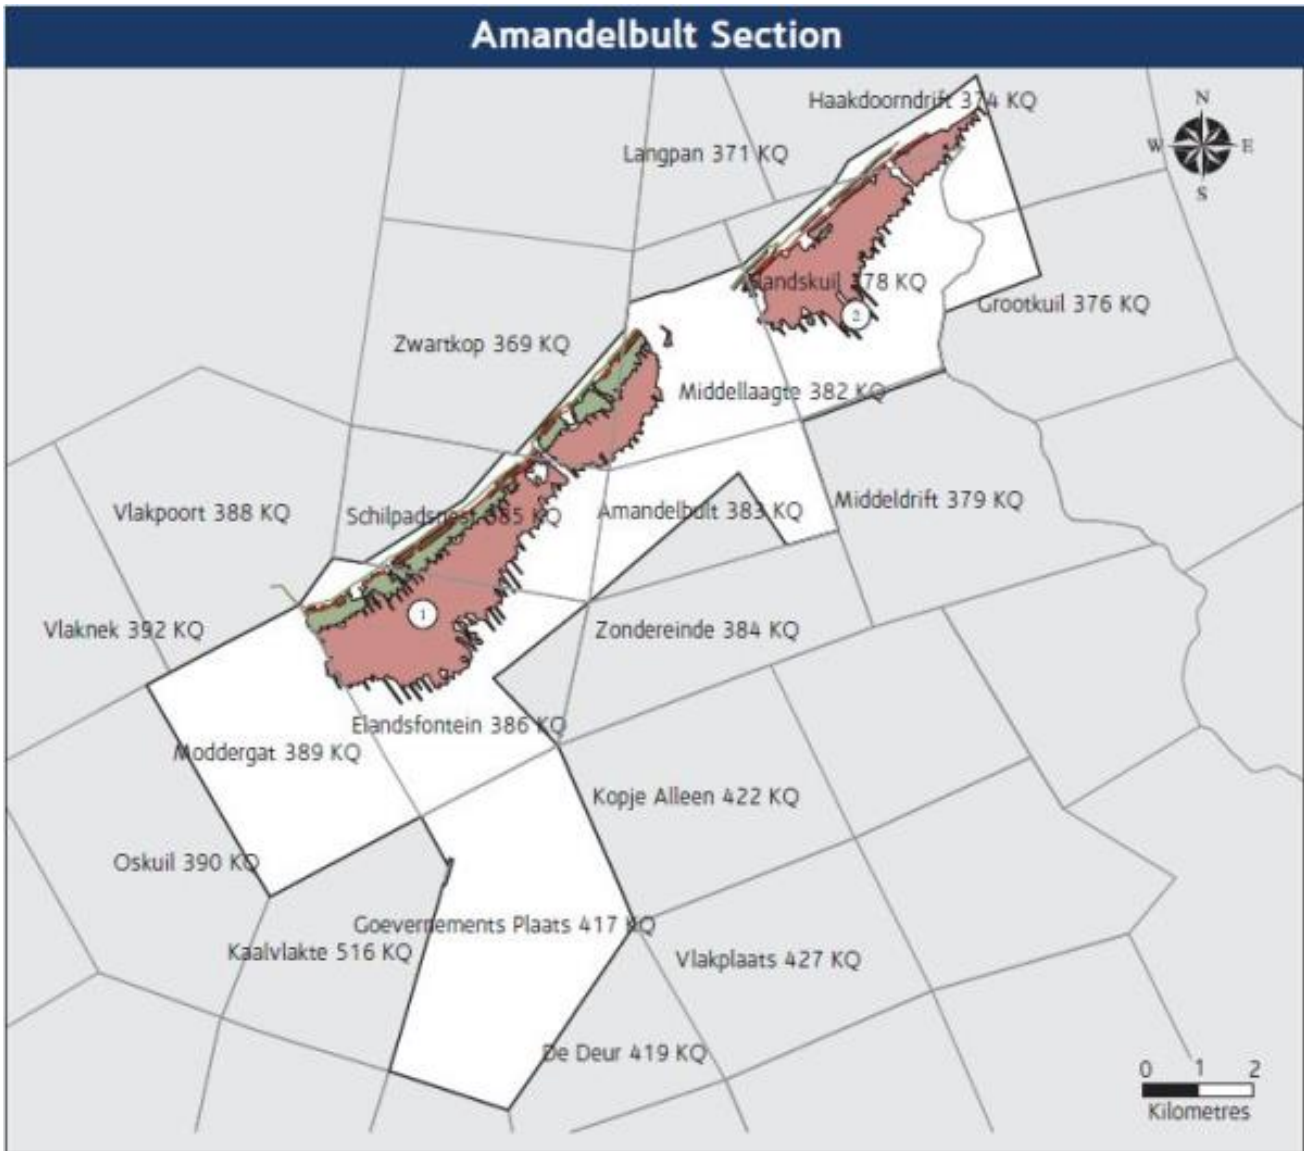 Amandelbult Section
Haakdoorndrift 374 KQ
N
W E
S
Langpan 371 KQ
landskuil 378 KQ
2
Grootkuil 376 KQ
Zwartkop 369 KQ
Middellaagte 382 KQ
Vlakpoort 388 KQ
Schilpadsnest 385 KQ
Amandelbult 383 KQ
Middeldrift 379 KQ
1
Vlaknek 392 KQ
Zondereinde 384 KQ
Elandsfontein 386 KQ
Moddergat 389 KQ
Kopje Alleen 422 KQ
Oskuil 390 KQ
Goevernements Plaats 417 KQ
Kaalvlakte 516 KQ
Vlakplaats 427 KQ
De Deur 419 KQ
0 1 2
Kilometres